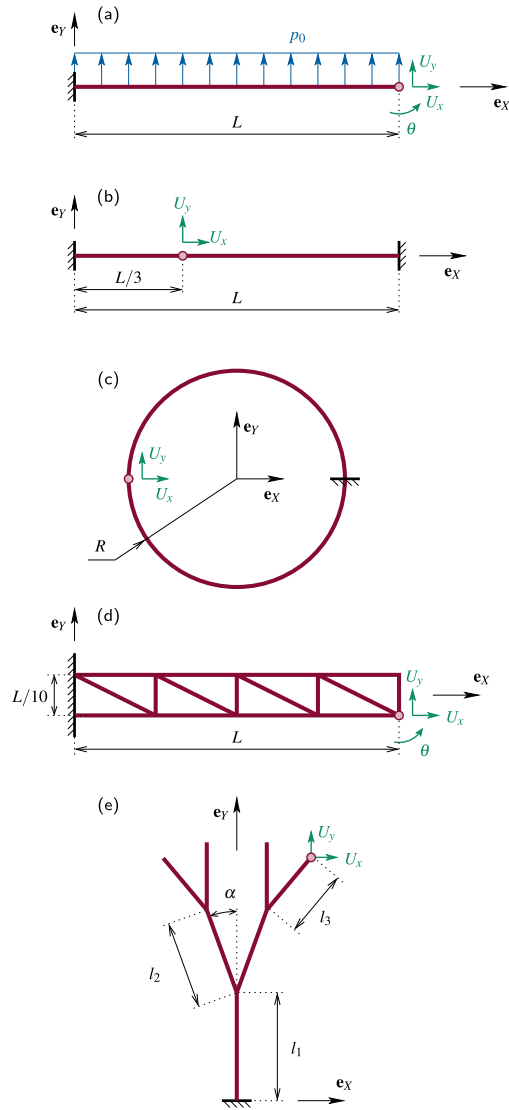 (a)
e_Y
p_0
U_y
U_x
e_X
θ
L
(b)
e_Y
U_y
U_x
e_X
L/3
L
(c)
e_Y
U_y
U_x
e_X
R
(d)
e_Y
L/10
U_y
e_X
U_x
L
θ
(e)
e_Y
U_y
U_x
α
l_3
l_2
l_1
e_X